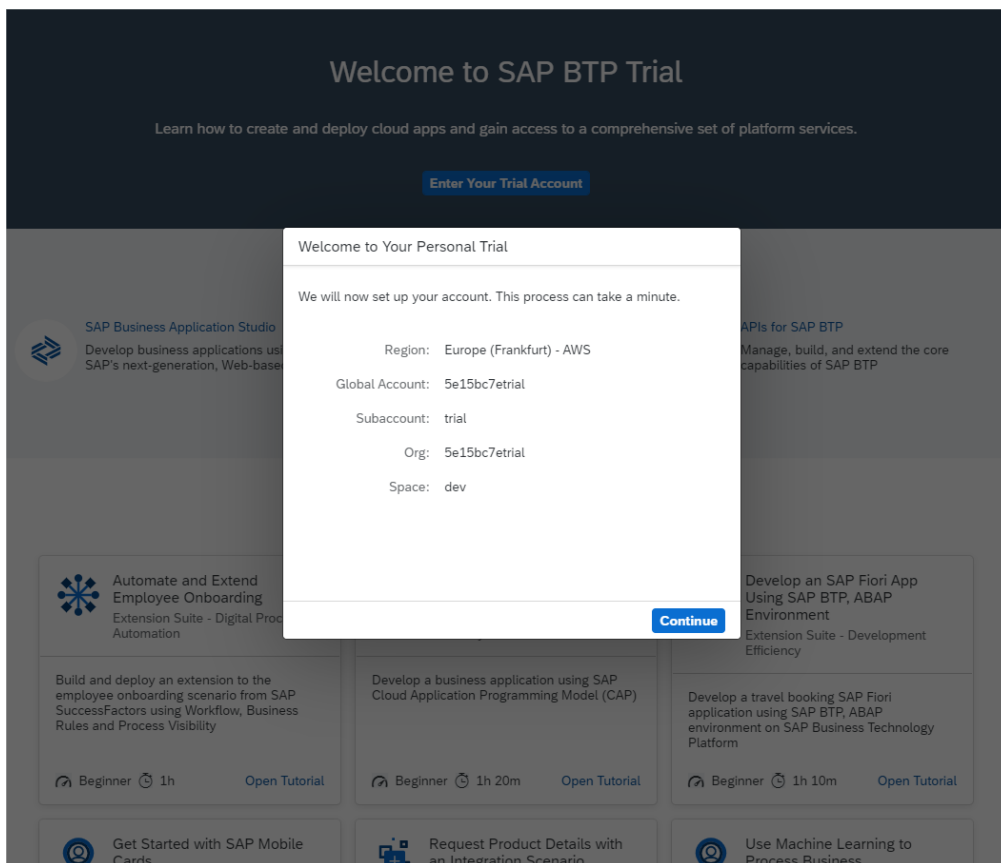 Welcome to SAP BTP Trial
Learn how to create and deploy cloud apps and gain access to a comprehensive set of platform services.
Enter Your Trial Account
Welcome to Your Personal Trial
We will now set up your account. This process can take a minute.
Region: Europe (Frankfurt) - AWS
Global Account: 5e15bc7etrial
Subaccount: trial
Org: 5e15bc7etrial
Space: dev
Continue
SAP Business Application Studio
Develop business applications usi
SAP's next-generation, Web-base
APIs for SAP BTP
Manage, build, and extend the core
capabilities of SAP BTP
Automate and Extend
Employee Onboarding
Extension Suite - Digital Proc
Automation
Build and deploy an extension to the
employee onboarding scenario from SAP
SuccessFactors using Workflow, Business
Rules and Process Visibility
Beginner 1h Open Tutorial
Develop a business application using SAP
Cloud Application Programming Model (CAP)
Beginner 1h 20m Open Tutorial
Develop an SAP Fiori App
Using SAP BTP, ABAP
Environment
Extension Suite - Development
Efficiency
Develop a travel booking SAP Fiori
application using SAP BTP, ABAP
environment on SAP Business Technology
Platform
Beginner 1h 10m Open Tutorial
Get Started with SAP Mobile
Cards
Request Product Details with
an Integration Scenario
Use Machine Learning to
Process Business